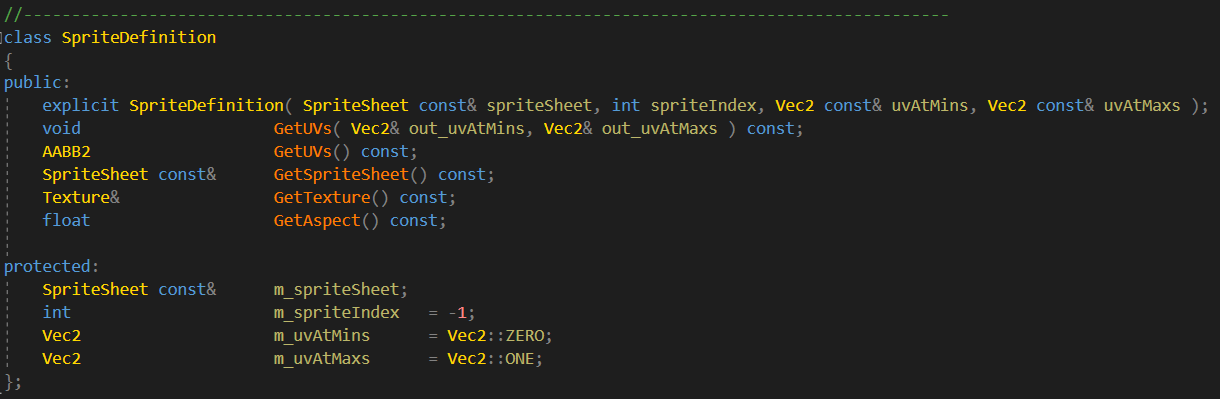 //-------------------------------------------------------------------------------------------------
class SpriteDefinition
{
public:
    explicit SpriteDefinition( SpriteSheet const& spriteSheet, int spriteIndex, Vec2 const& uvAtMins, Vec2 const& uvAtMaxs );
    void                    GetUVs( Vec2& out_uvAtMins, Vec2& out_uvAtMaxs ) const;
    AABB2                   GetUVs() const;
    SpriteSheet const&      GetSpriteSheet() const;
    Texture&                GetTexture() const;
    float                   GetAspect() const;

protected:
    SpriteSheet const&      m_spriteSheet;
    int                     m_spriteIndex   = -1;
    Vec2                    m_uvAtMins      = Vec2::ZERO;
    Vec2                    m_uvAtMaxs      = Vec2::ONE;
};